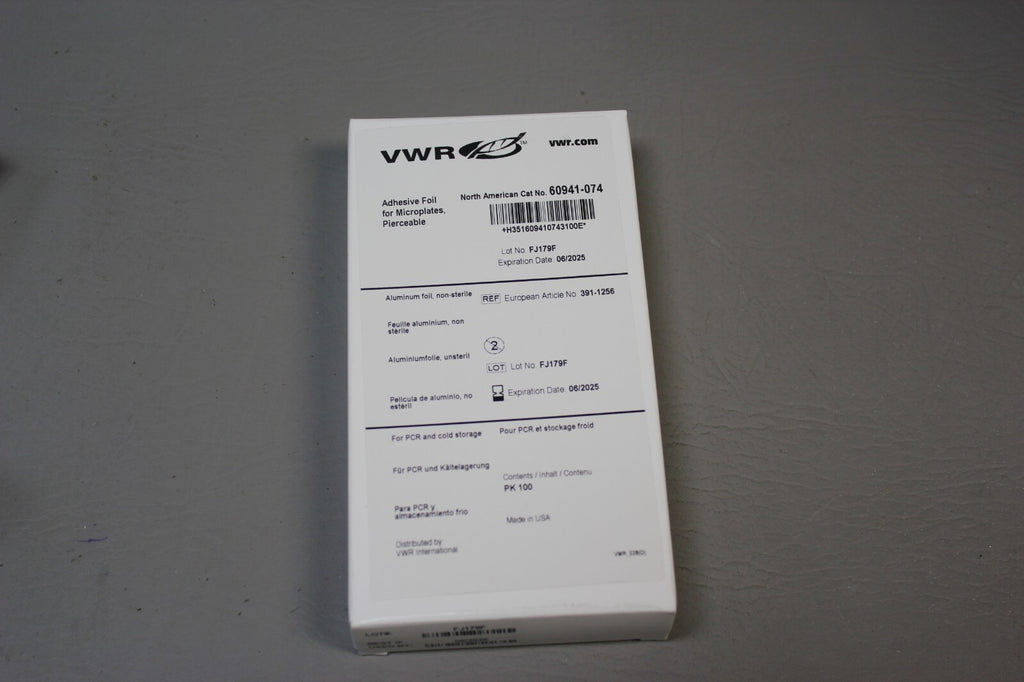 VWR TM vwr.com
Adhesive Foil
for Microplates,
Pierceable
North American Cat No. 60941-074
+H351609410743100E*
Lot No FJ179F
Expiration Date 06/2025
Aluminum foil, non-sterile
REF European Article No 391-1256
Feuille aluminium, non
stérile
2
Aluminiumfolie, unsteril
LOT Lot No FJ179F
Película de aluminio, no
estéril
Expiration Date 06/2025
For PCR and cold storage
Pour PCR et stockage froid
Für PCR und Kältelagerung
Contents / Inhalt / Contenu
PK 100
Para PCR y
almacenamiento frio
Made in USA
Distributed by:
VWR International
LOT#:
FJ179F